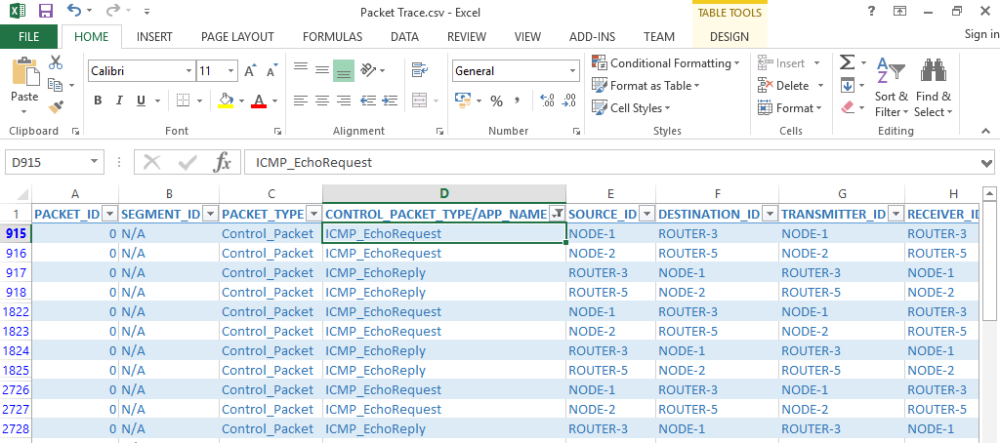 Packet Trace.csv - Excel
TABLE TOOLS
FILE HOME INSERT PAGE LAYOUT FORMULAS DATA REVIEW VIEW ADD-INS TEAM DESIGN Sign in
Calibri 11 General Conditional Formatting Insert
Paste Format as Table Delete Sort & Find &
B I U A % , Cell Styles Format Filter Select
Clipboard Font Alignment Number Styles Cells Editing
D915 fx ICMP_EchoRequest
A B C D E F G H
1 PACKET_ID SEGMENT_ID PACKET_TYPE CONTROL_PACKET_TYPE/APP_NAME SOURCE_ID DESTINATION_ID TRANSMITTER_ID RECEIVER_ID
915 0 N/A Control_Packet ICMP_EchoRequest NODE-1 ROUTER-3 NODE-1 ROUTER-3
916 0 N/A Control_Packet ICMP_EchoRequest NODE-2 ROUTER-5 NODE-2 ROUTER-5
917 0 N/A Control_Packet ICMP_EchoReply ROUTER-3 NODE-1 ROUTER-3 NODE-1
918 0 N/A Control_Packet ICMP_EchoReply ROUTER-5 NODE-2 ROUTER-5 NODE-2
1822 0 N/A Control_Packet ICMP_EchoRequest NODE-1 ROUTER-3 NODE-1 ROUTER-3
1823 0 N/A Control_Packet ICMP_EchoRequest NODE-2 ROUTER-5 NODE-2 ROUTER-5
1824 0 N/A Control_Packet ICMP_EchoReply ROUTER-3 NODE-1 ROUTER-3 NODE-1
1825 0 N/A Control_Packet ICMP_EchoReply ROUTER-5 NODE-2 ROUTER-5 NODE-2
2726 0 N/A Control_Packet ICMP_EchoRequest NODE-1 ROUTER-3 NODE-1 ROUTER-3
2727 0 N/A Control_Packet ICMP_EchoRequest NODE-2 ROUTER-5 NODE-2 ROUTER-5
2728 0 N/A Control_Packet ICMP_EchoReply ROUTER-3 NODE-1 ROUTER-3 NODE-1